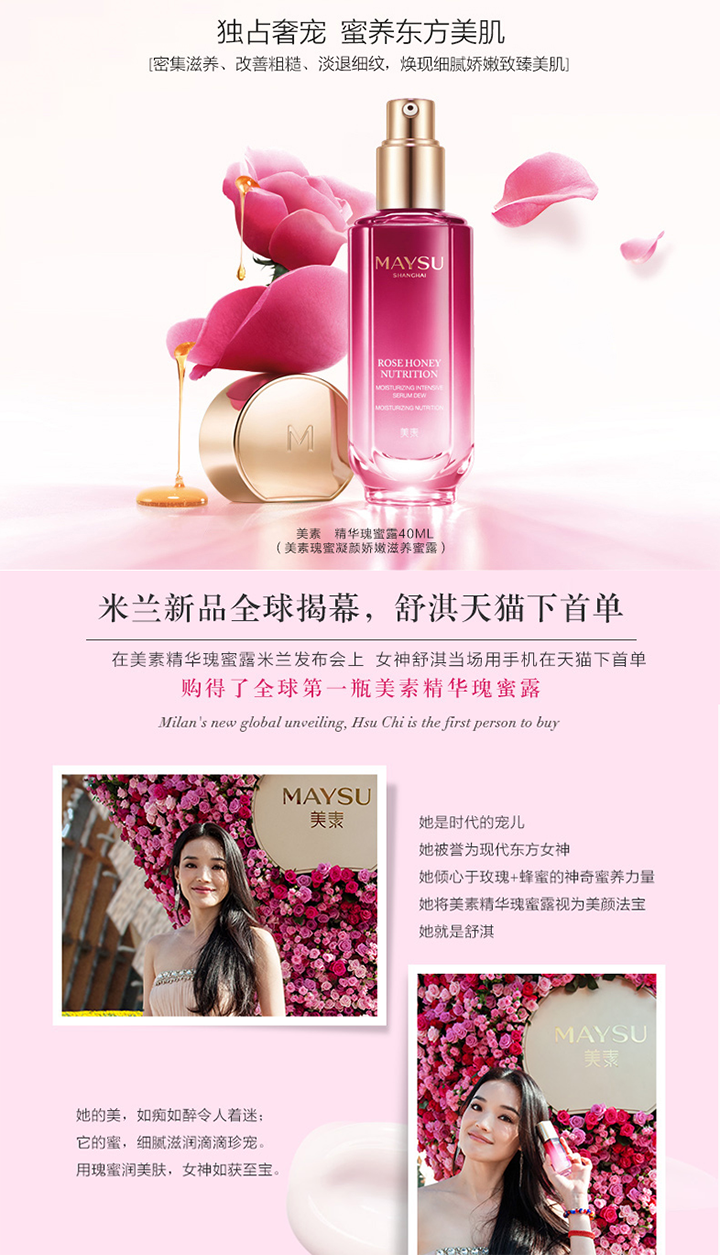 独占奢宠 蜜养东方美肌
[密集滋养、改善粗糙、淡退细纹，焕现细腻娇嫩致臻美肌]
MAYSU
SHANGHAI
ROSE HONEY
NUTRITION
MOISTURIZING INTENSIVE
SERUM DEW
MOISTURIZING NUTRITION
美素
M
美素 精华瑰蜜露40ML
（美素瑰蜜凝颜娇嫩滋养蜜露）
米兰新品全球揭幕，舒淇天猫下首单
在美素精华瑰蜜露米兰发布会上 女神舒淇当场用手机在天猫下首单
购得了全球第一瓶美素精华瑰蜜露
Milan's new global unveiling, Hsu Chi is the first person to buy
MAYSU
美素
她是时代的宠儿
她被誉为现代东方女神
她倾心于玫瑰+蜂蜜的神奇蜜养力量
她将美素精华瑰蜜露视为美颜法宝
她就是舒淇
MAYSU
美素
她的美，如痴如醉令人着迷；
它的蜜，细腻滋润滴滴珍宠。
用瑰蜜润美肤，女神如获至宝。